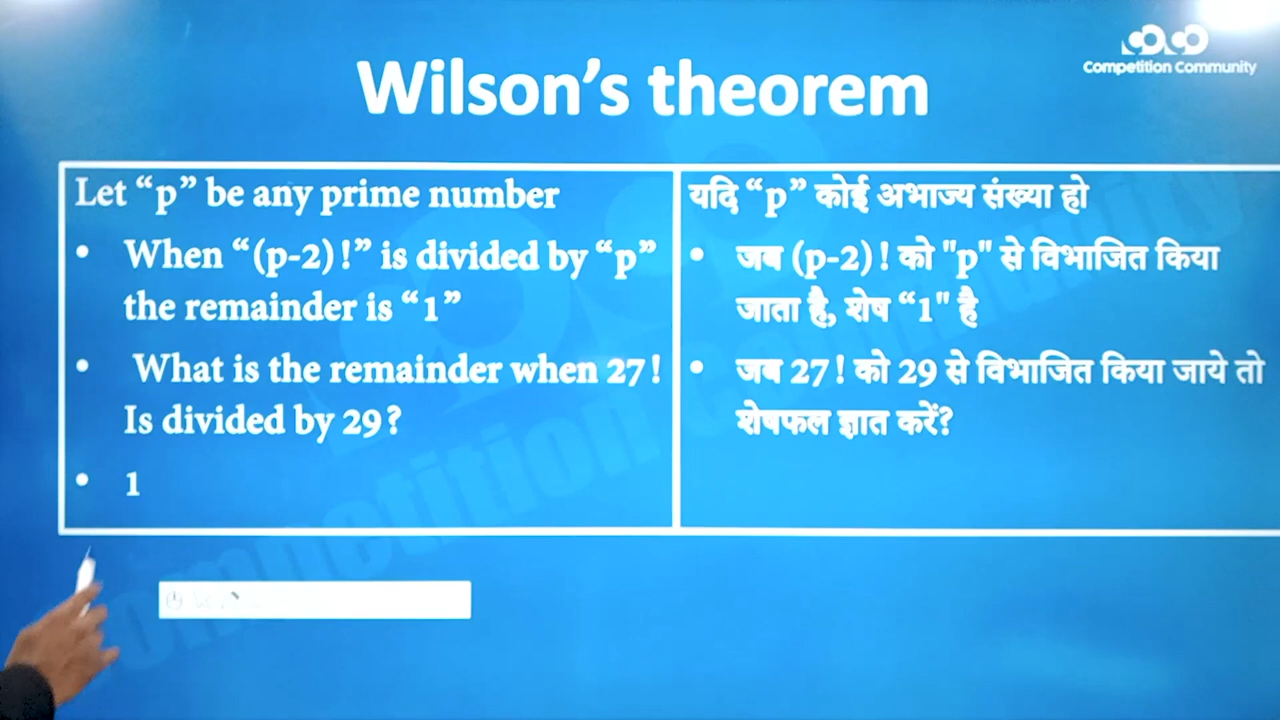 Competition Community
Wilson’s theorem
Let “p” be any prime number
• When “(p-2)!” is divided by “p”
the remainder is “1”
• What is the remainder when 27!
Is divided by 29?
• 1
यदि “p” कोई अभाज्य संख्या हो
• जब (p-2)! को "p" से विभाजित किया
जाता है, शेष “1" है
• जब 27! को 29 से विभाजित किया जाये तो
शेषफल ज्ञात करें?
Competition Community